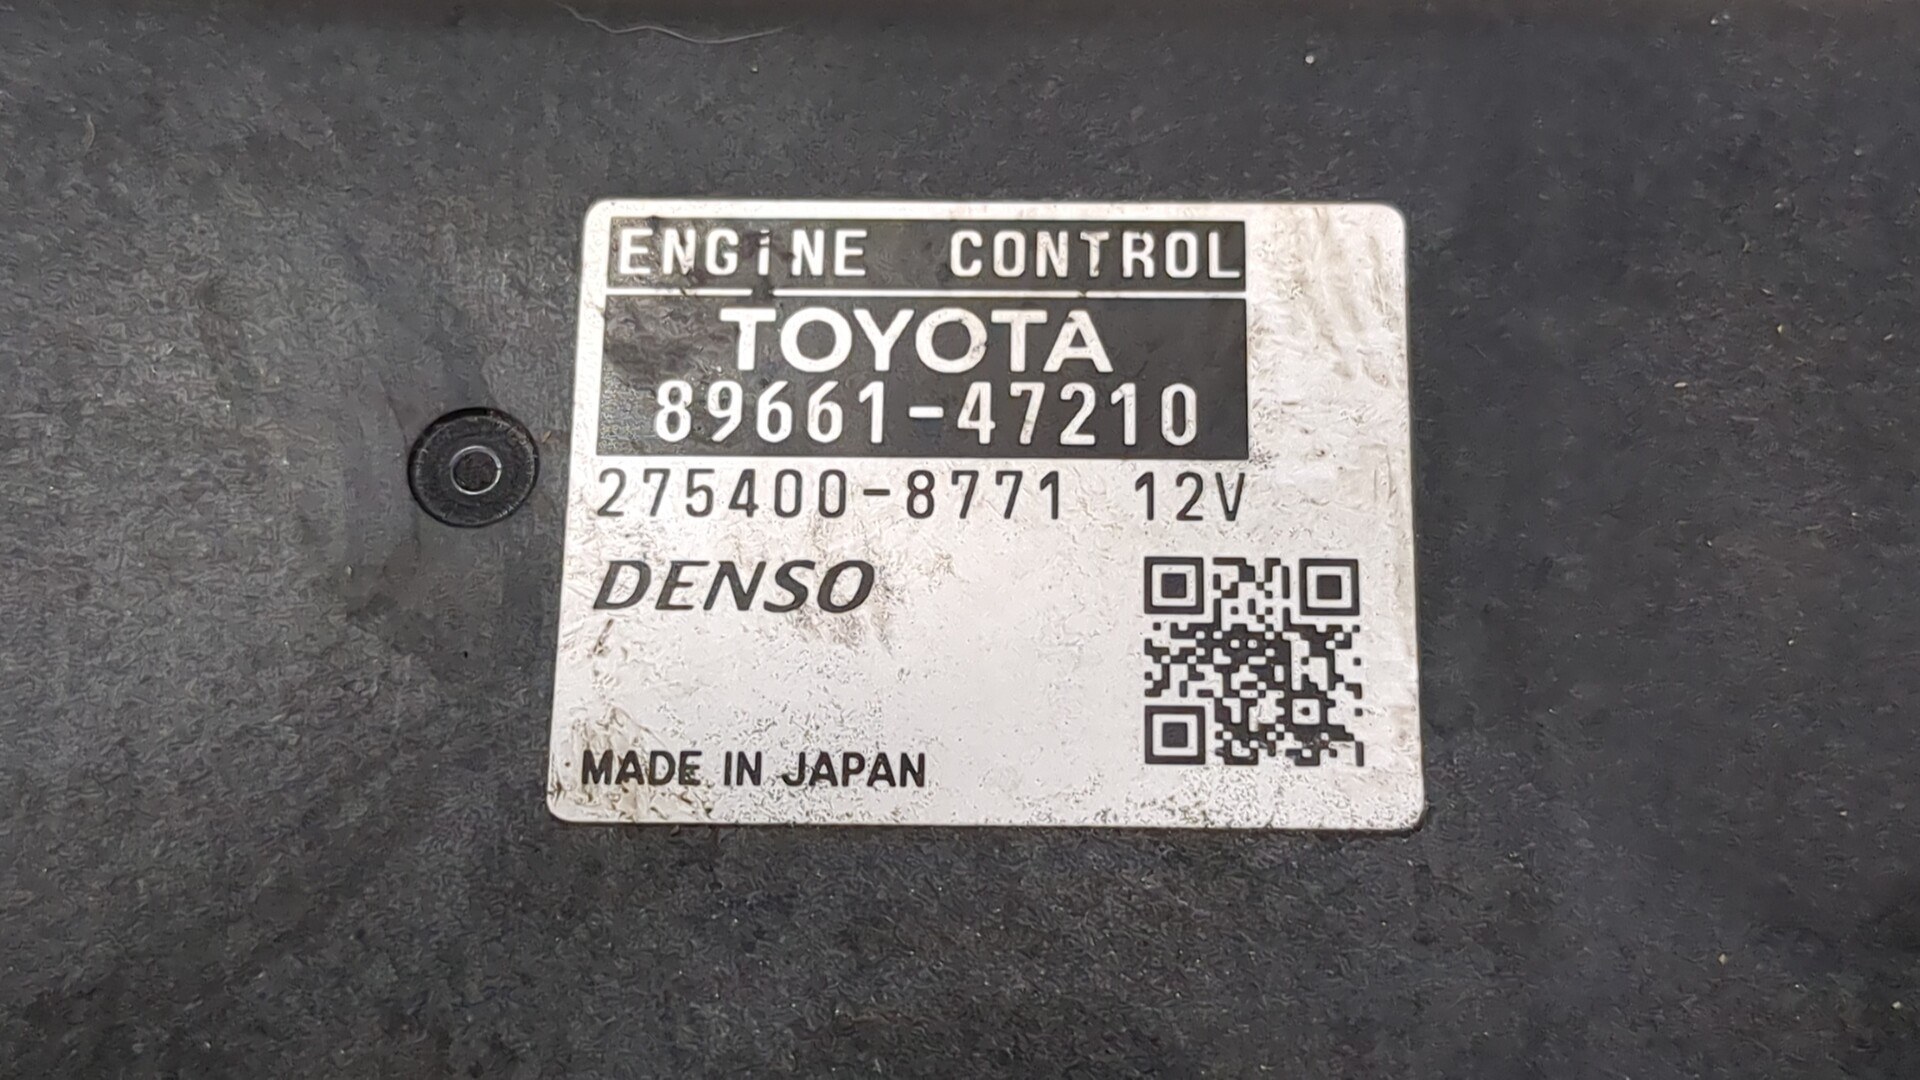 ENGiNE CONTROL
TOYOTA
89661-47210
275400-8771 12V
DENSO
MADE IN JAPAN